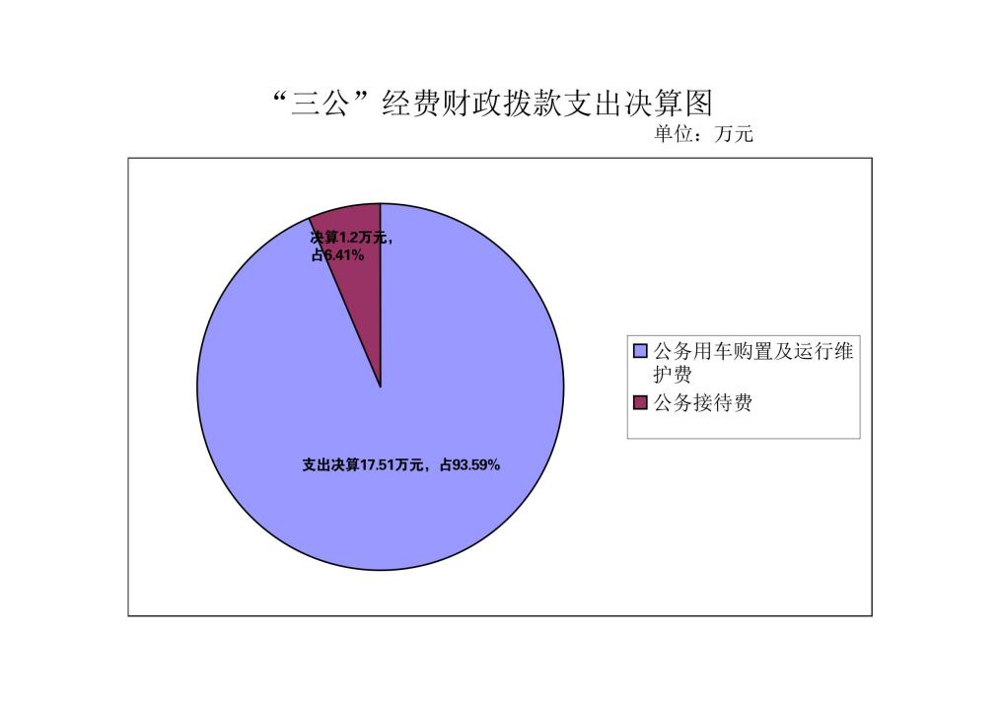 “三公”经费财政拨款支出决算图
单位：万元
决算1.2万元，
占6.41%
支出决算17.51万元，占93.59%
公务用车购置及运行维
护费
公务接待费